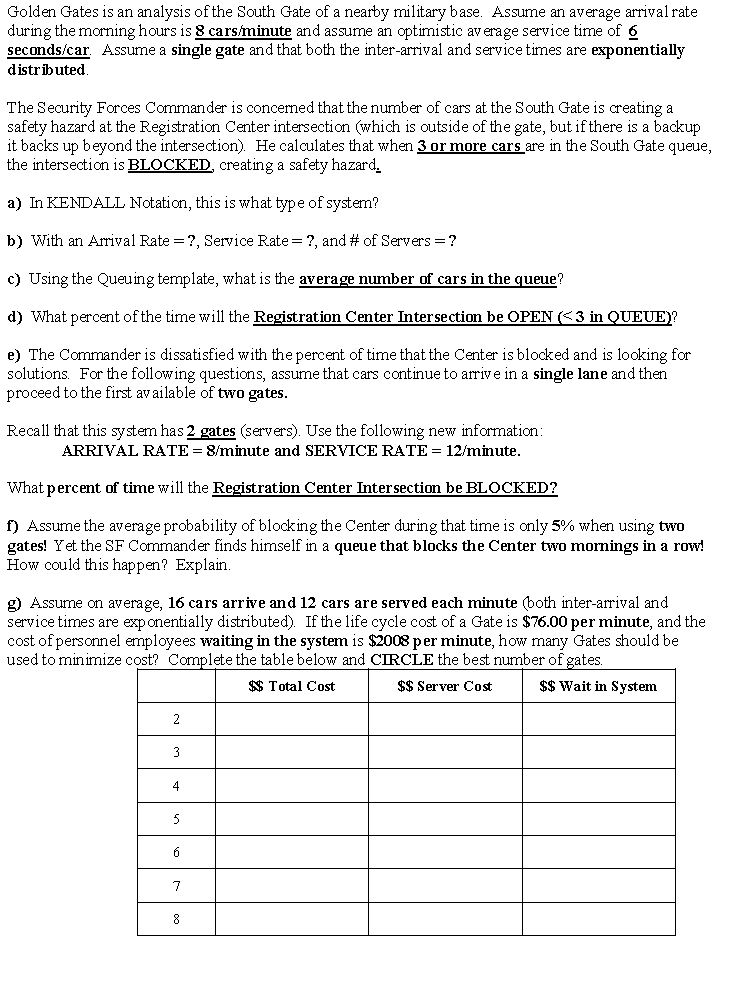 Golden Gates is an analysis of the South Gate of a nearby military base. Assume an average arrival rate
during the morning hours is 8 cars/minute and assume an optimistic average service time of 6
seconds/car. Assume a single gate and that both the inter-arrival and service times are exponentially
distributed.
The Security Forces Commander is concerned that the number of cars at the South Gate is creating a
safety hazard at the Registration Center intersection (which is outside of the gate, but if there is a backup
it backs up beyond the intersection). He calculates that when 3 or more cars are in the South Gate queue,
the intersection is BLOCKED, creating a safety hazard.
a) In KENDALL Notation, this is what type of system?
b) With an Arrival Rate = ?, Service Rate = ?, and # of Servers = ?
c) Using the Queuing template, what is the average number of cars in the queue?
d) What percent of the time will the Registration Center Intersection be OPEN (< 3 in QUEUE)?
e) The Commander is dissatisfied with the percent of time that the Center is blocked and is looking for
solutions. For the following questions, assume that cars continue to arrive in a single lane and then
proceed to the first available of two gates.
Recall that this system has 2 gates (servers). Use the following new information:
ARRIVAL RATE = 8/minute and SERVICE RATE = 12/minute.
What percent of time will the Registration Center Intersection be BLOCKED?
f) Assume the average probability of blocking the Center during that time is only 5% when using two
gates! Yet the SF Commander finds himself in a queue that blocks the Center two mornings in a row!
How could this happen? Explain.
g) Assume on average, 16 cars arrive and 12 cars are served each minute (both inter-arrival and
service times are exponentially distributed). If the life cycle cost of a Gate is $76.00 per minute, and the
cost of personnel employees waiting in the system is $2008 per minute, how many Gates should be
used to minimize cost? Complete the table below and CIRCLE the best number of gates.
$$ Total Cost $$ Server Cost $$ Wait in System
2
3
4
5
6
7
8